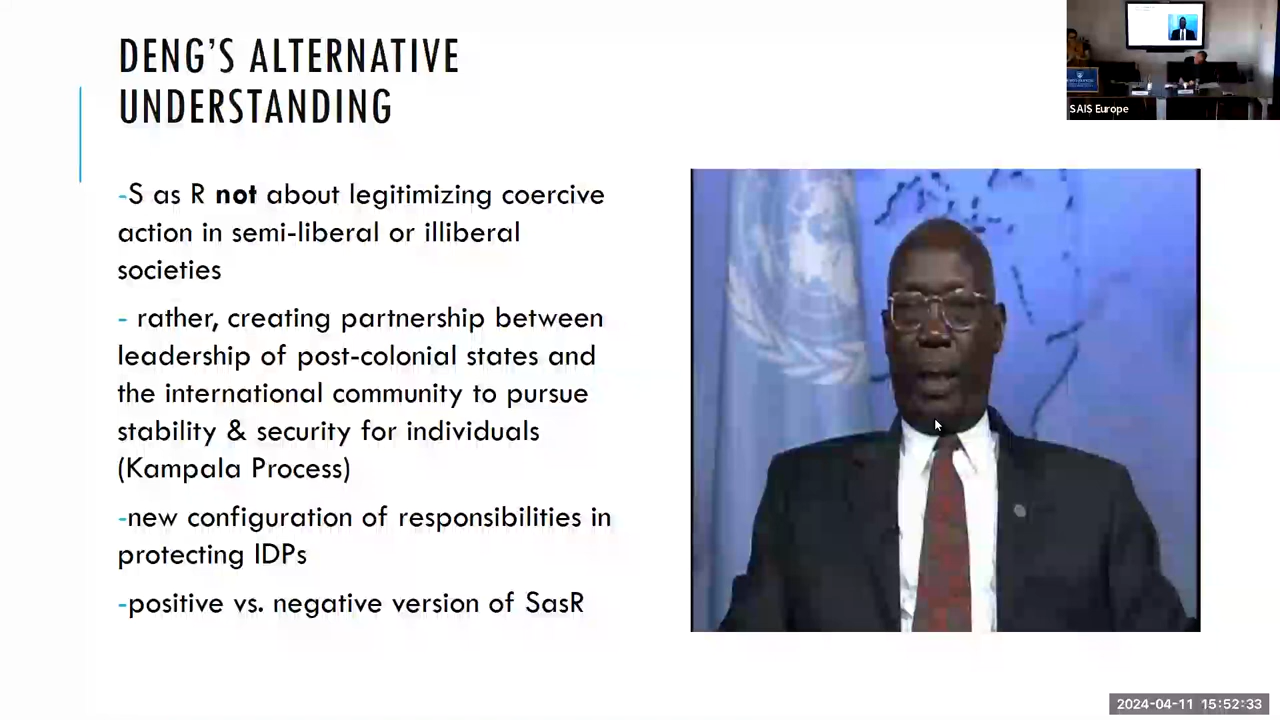 DENG'S ALTERNATIVE
UNDERSTANDING
-S as R not about legitimizing coercive
action in semi-liberal or illiberal
societies
- rather, creating partnership between
leadership of post-colonial states and
the international community to pursue
stability & security for individuals
(Kampala Process)
-new configuration of responsibilities in
protecting IDPs
-positive vs. negative version of SasR
SAIS Europe
2024-04-11 15:52:33